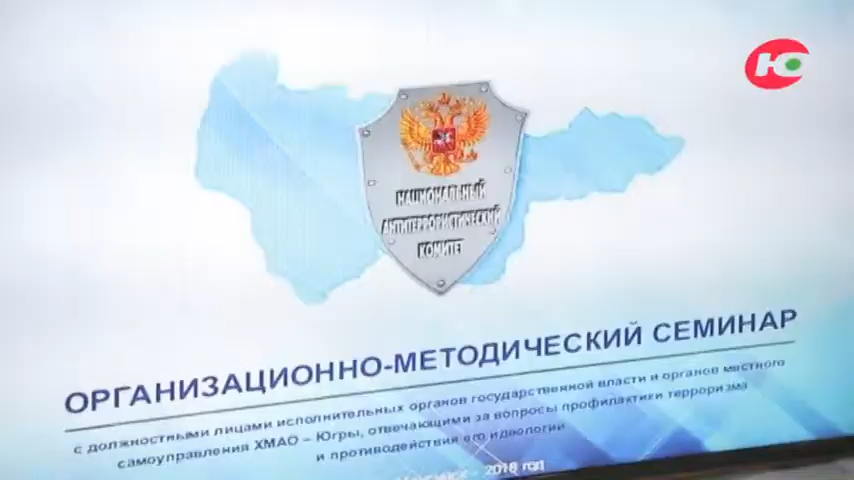 Ю
НАЦИОНАЛЬНЫЙ
АНТИТЕРРОРИСТИЧЕСКИЙ
КОМИТЕТ
ОРГАНИЗАЦИОННО-МЕТОДИЧЕСКИЙ СЕМИНАР
с должностными лицами исполнительных органов государственной власти и органов местного
самоуправления ХМАО – Югры, отвечающими за вопросы профилактики терроризма
и противодействия его идеологии
- 2018 год